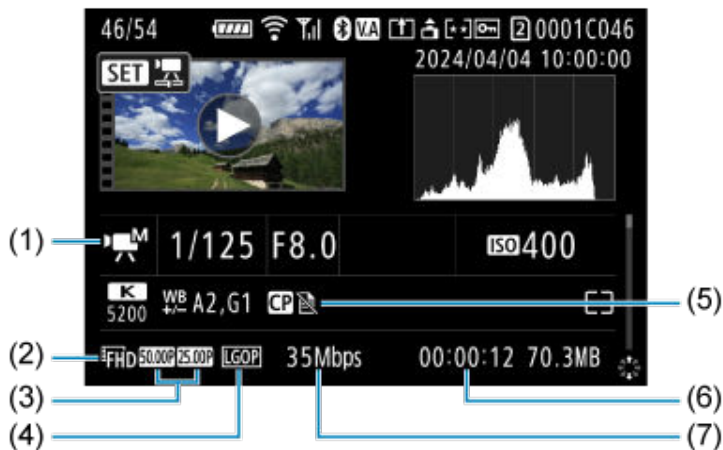 46/54 V.A 2 0001C046
2024/04/04 10:00:00
SET
(1) M 1/125 F8.0 ISO 400
K 5200 WB +/- A2,G1 CP (5)
(2) FHD 50.00P 25.00P LGOP 35Mbps 00:00:12 70.3MB
(3) (6)
(4) (7)